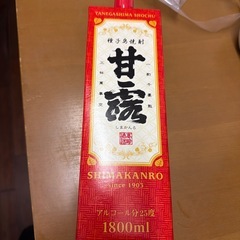 TANEGASHIMA SHOCHU
種子島焼酎
甘露
しまかんろ
SHIMAKANRO
Since 1903
アルコール分25度
1800ml